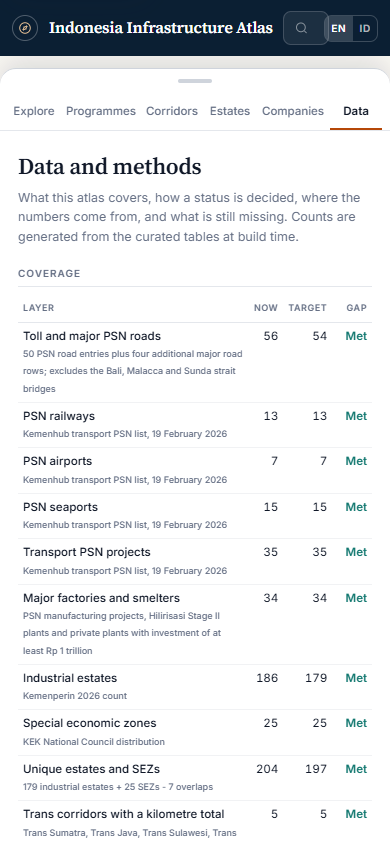 Indonesia Infrastructure Atlas EN ID
Explore Programmes Corridors Estates Companies Data
Data and methods
What this atlas covers, how a status is decided, where the
numbers come from, and what is still missing. Counts are
generated from the curated tables at build time.
COVERAGE
LAYER NOW TARGET GAP
Toll and major PSN roads 56 54 Met
50 PSN road entries plus four additional major road
rows; excludes the Bali, Malacca and Sunda strait
bridges
PSN railways 13 13 Met
Kemenhub transport PSN list, 19 February 2026
PSN airports 7 7 Met
Kemenhub transport PSN list, 19 February 2026
PSN seaports 15 15 Met
Kemenhub transport PSN list, 19 February 2026
Transport PSN projects 35 35 Met
Kemenhub transport PSN list, 19 February 2026
Major factories and smelters 34 34 Met
PSN manufacturing projects, Hilirisasi Stage II
plants and private plants with investment of at
least Rp 1 trillion
Industrial estates 186 179 Met
Kemenperin 2026 count
Special economic zones 25 25 Met
KEK National Council distribution
Unique estates and SEZs 204 197 Met
179 industrial estates + 25 SEZs - 7 overlaps
Trans corridors with a kilometre total 5 5 Met
Trans Sumatra, Trans Java, Trans Sulawesi, Trans